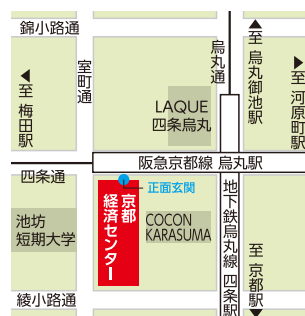 錦小路通
室町通
烏丸通
至 烏丸御池駅
至 河原町駅
至 梅田駅
LAQUE
四条烏丸
阪急京都線 烏丸駅
四条通
正面玄関
京都
経済センター
池坊
短期大学
COCON
KARASUMA
地下鉄烏丸線 四条駅
至 京都駅
綾小路通